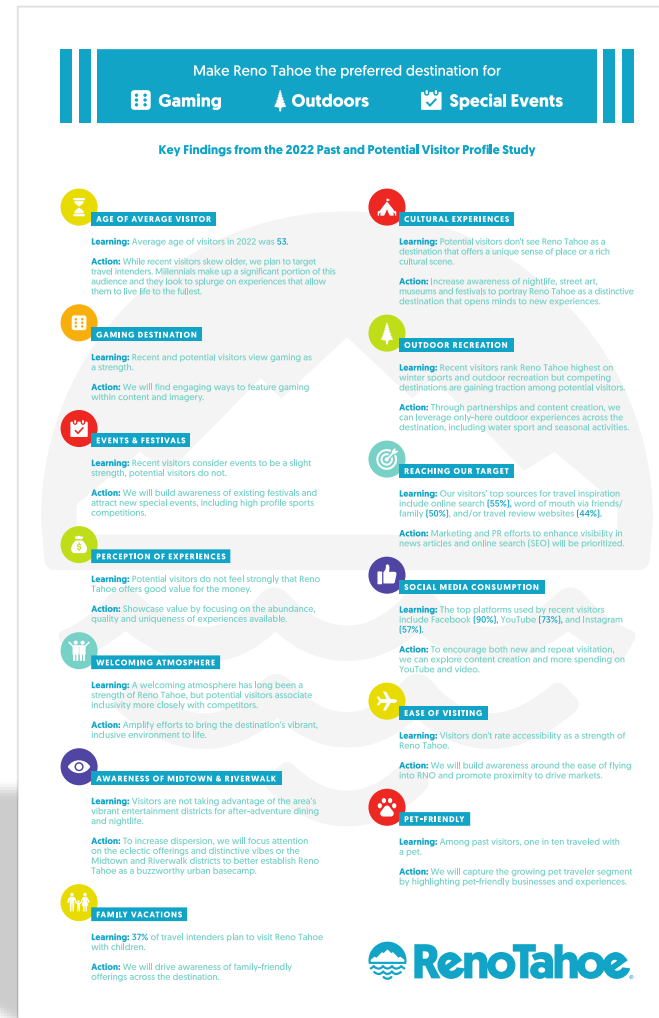 Make Reno Tahoe the preferred destination for
Gaming
Outdoors
Special Events
Key Findings from the 2022 Past and Potential Visitor Profile Study
AGE OF AVERAGE VISITOR
Learning: Average age of visitors in 2022 was 53.
Action: While recent visitors skew older, we plan to target
travel intenders. Millennials make up a significant portion of this
audience and they look to splurge on experiences that allow
them to live life to the fullest.
GAMING DESTINATION
Learning: Recent and potential visitors view gaming as
a strength.
Action: We will find engaging ways to feature gaming
within content and imagery.
EVENTS & FESTIVALS
Learning: Recent visitors consider events to be a slight
strength, potential visitors do not.
Action: We will build awareness of existing festivals and
attract new special events, including high profile sports
competitions.
PERCEPTION OF EXPERIENCES
Learning: Potential visitors do not feel strongly that Reno
Tahoe offers good value for the money.
Action: Showcase value by focusing on the abundance,
quality and uniqueness of experiences available.
WELCOMING ATMOSPHERE
Learning: A welcoming atmosphere has long been a
strength of Reno Tahoe, but potential visitors associate
inclusivity more closely with competitors.
Action: Amplify efforts to bring the destination's vibrant,
inclusive environment to life.
AWARENESS OF MIDTOWN & RIVERWALK
Learning: Visitors are not taking advantage of the area's
vibrant entertainment districts for after-adventure dining
and nightlife.
Action: To increase dispersion, we will focus attention
on the eclectic offerings and distinctive vibes or the
Midtown and Riverwalk districts to better establish Reno
Tahoe as a buzzworthy urban basecamp.
FAMILY VACATIONS
Learning: 37% of travel intenders plan to visit Reno Tahoe
with children.
Action: We will drive awareness of family-friendly
offerings across the destination.
CULTURAL EXPERIENCES
Learning: Potential visitors don't see Reno Tahoe as a
destination that offers a unique sense of place or a rich
cultural scene.
Action: Increase awareness of nightlife, street art,
museums and festivals to portray Reno Tahoe as a distinctive
destination that opens minds to new experiences.
OUTDOOR RECREATION
Learning: Recent visitors rank Reno Tahoe highest on
winter sports and outdoor recreation but competing
destinations are gaining traction among potential visitors.
Action: Through partnerships and content creation, we
can leverage only-here outdoor experiences across the
destination, including water sport and seasonal activities.
REACHING OUR TARGET
Learning: Our visitors' top sources for travel inspiration
include online search (55%), word of mouth via friends/
family (50%), and/or travel review websites (44%).
Action: Marketing and PR efforts to enhance visibility in
news articles and online search (SEO) will be prioritized.
SOCIAL MEDIA CONSUMPTION
Learning: The top platforms used by recent visitors
include Facebook (90%), YouTube (73%), and Instagram
(57%).
Action: To encourage both new and repeat visitation,
we can explore content creation and more spending on
YouTube and video.
EASE OF VISITING
Learning: Visitors don't rate accessibility as a strength of
Reno Tahoe.
Action: We will build awareness around the ease of flying
into RNO and promote proximity to drive markets.
PET-FRIENDLY
Learning: Among past visitors, one in ten traveled with
a pet.
Action: We will capture the growing pet traveler segment
by highlighting pet-friendly businesses and experiences.
RenoTahoe